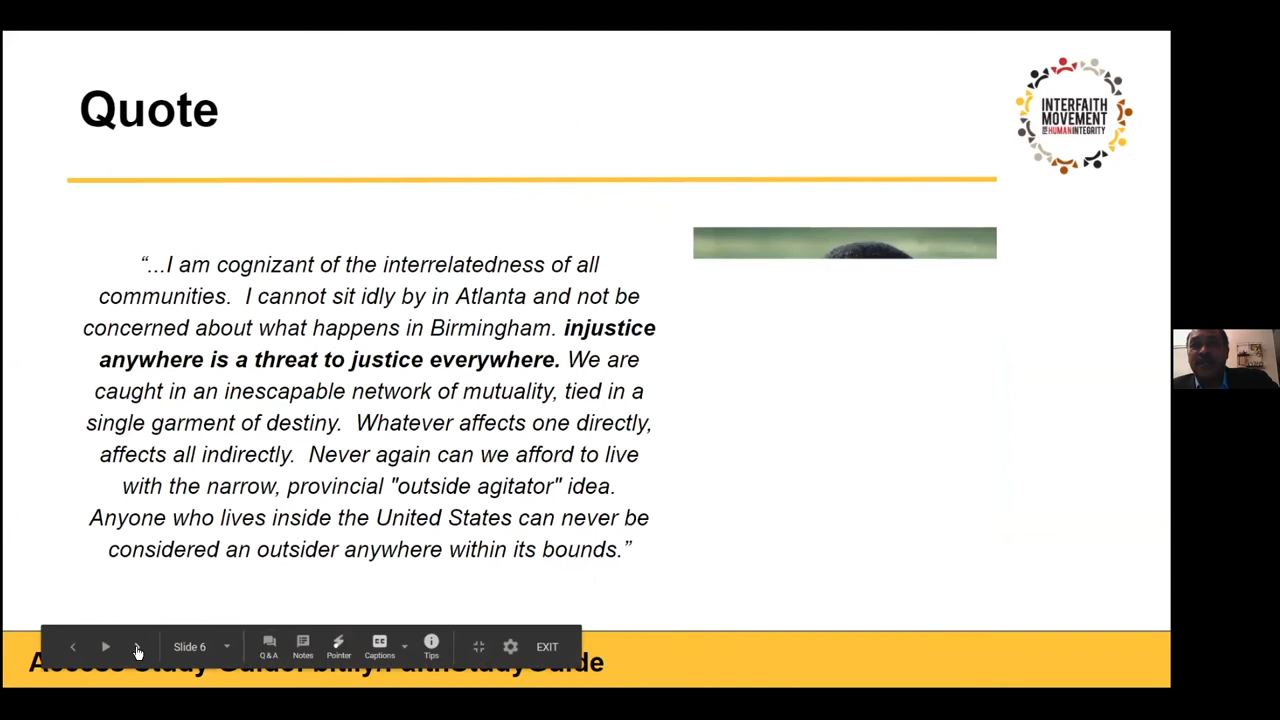 Quote
INTERFAITH
MOVEMENT
FOR HUMAN INTEGRITY
“...I am cognizant of the interrelatedness of all
communities.  I cannot sit idly by in Atlanta and not be
concerned about what happens in Birmingham. injustice
anywhere is a threat to justice everywhere. We are
caught in an inescapable network of mutuality, tied in a
single garment of destiny.  Whatever affects one directly,
affects all indirectly.  Never again can we afford to live
with the narrow, provincial "outside agitator" idea.
Anyone who lives inside the United States can never be
considered an outsider anywhere within its bounds.”
Slide 6
Q&A
Notes
Pointer
CC
Captions
Tips
EXIT
Access Study Guide: